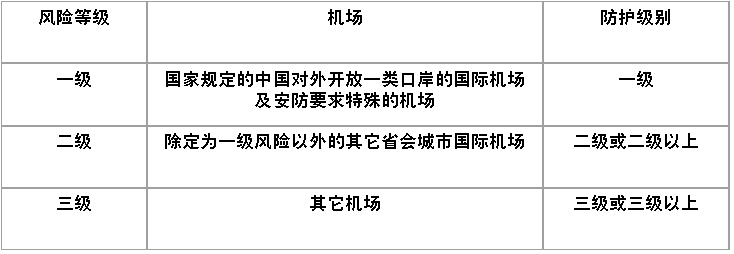 风险等级 机场 防护级别
一级 国家规定的中国对外开放一类口岸的国际机场 一级
及安防要求特殊的机场
二级 除定为一级风险以外的其它省会城市国际机场 二级或二级以上
三级 其它机场 三级或三级以上